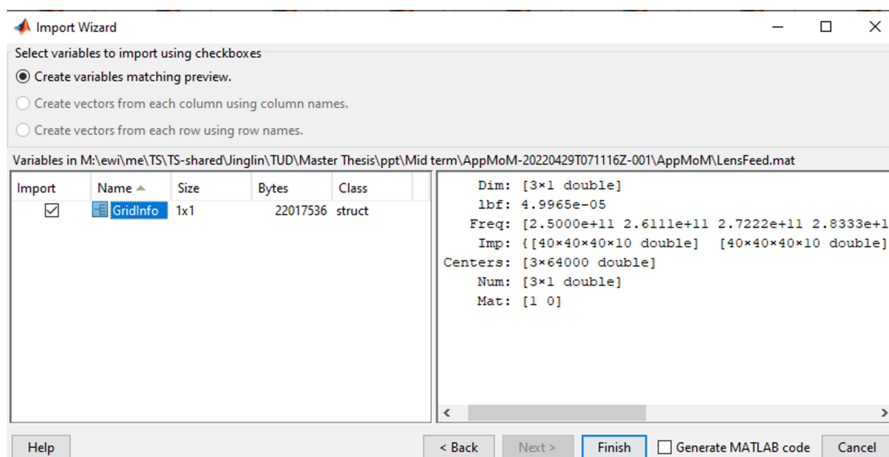 Import Wizard
Select variables to import using checkboxes
Create variables matching preview.
Create vectors from each column using column names.
Create vectors from each row using row names.
Variables in M:\ewi\me\TS\TS-shared\Jinglin\TUD\Master Thesis\ppt\Mid term\AppMoM-20220429T071116Z-001\AppMoM\LensFeed.mat
Import Name Size Bytes Class
GridInfo 1x1 22017536 struct
Dim: [3×1 double]
lbf: 4.9965e-05
Freq: [2.5000e+11 2.6111e+11 2.7222e+11 2.8333e+1
Imp: {[40×40×40×10 double] [40×40×40×10 double]
Centers: [3×64000 double]
Num: [3×1 double]
Mat: [1 0]
Help < Back Next > Finish Generate MATLAB code Cancel